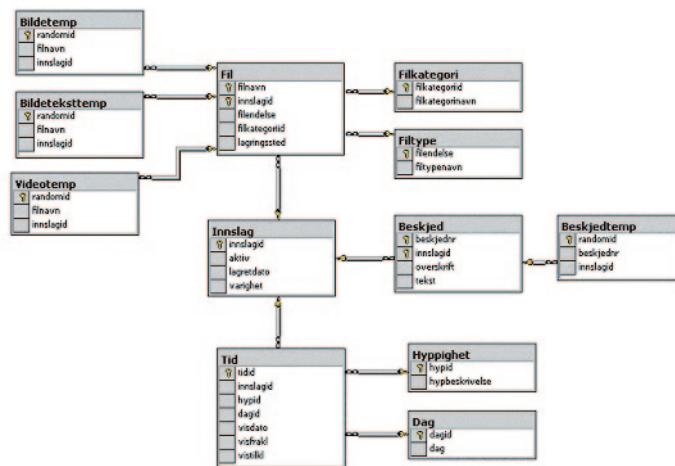 Bildetemp
randomid
filnavn
innslagid
Bildeteksttemp
randomid
filnavn
innslagid
Videotemp
randomid
filnavn
innslagid
Fil
filnavn
innslagid
filendelse
filkategoriid
lagringssted
Filkategori
filkategoriid
filkategorinavn
Filtype
filendelse
filtypenavn
Innslag
innslagid
aktiv
lagretdato
varighet
Beskjed
beskjednr
innslagid
overskrift
tekst
Beskjedtemp
randomid
beskjednr
innslagid
Tid
tidid
innslagid
hypid
dagid
visdato
visfrakl
vistilkl
Hyppighet
hypid
hypbeskrivelse
Dag
dagid
dag